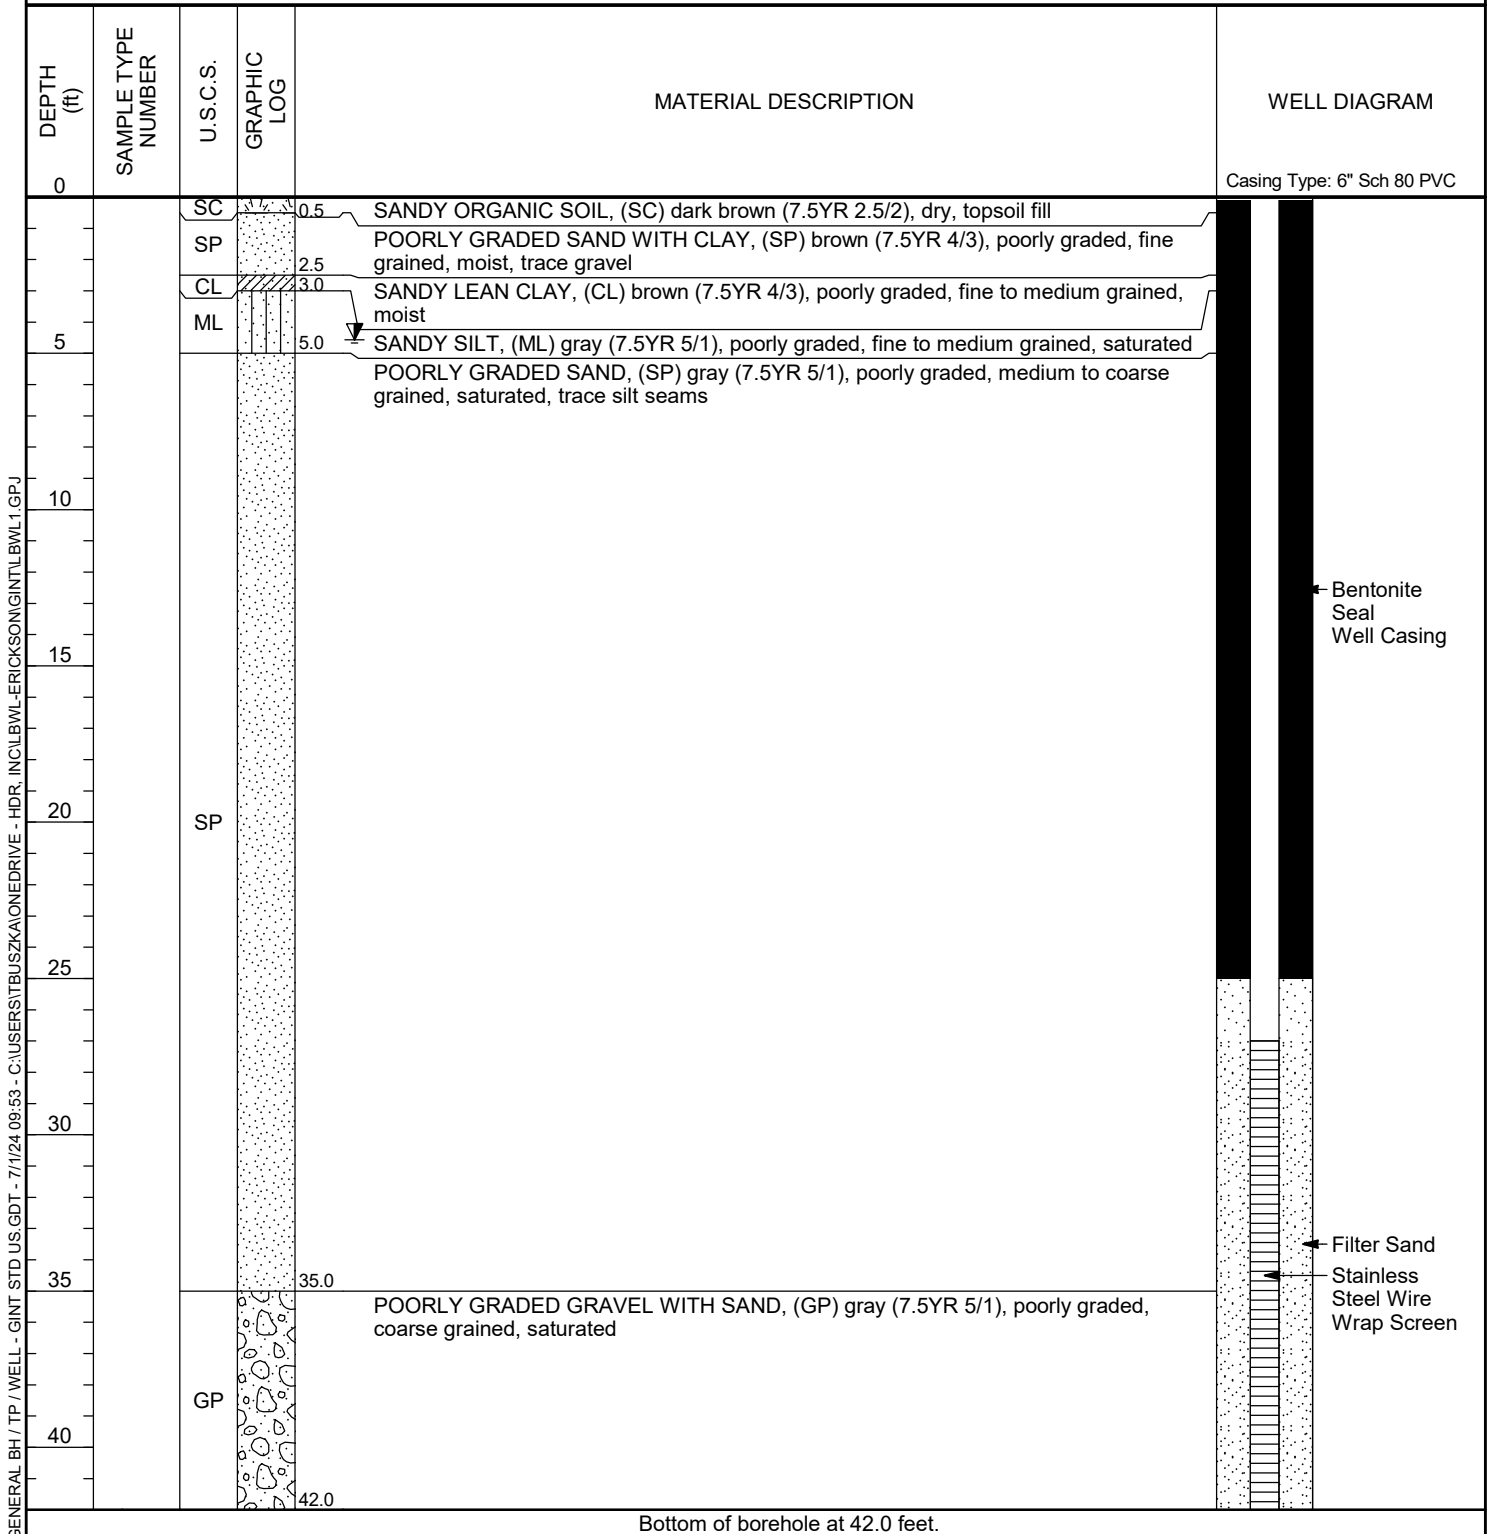 DEPTH
(ft)
SAMPLE TYPE
NUMBER
U.S.C.S.
GRAPHIC
LOG
MATERIAL DESCRIPTION
WELL DIAGRAM
0
Casing Type: 6" Sch 80 PVC
SC
0.5
SANDY ORGANIC SOIL, (SC) dark brown (7.5YR 2.5/2), dry, topsoil fill
SP
POORLY GRADED SAND WITH CLAY, (SP) brown (7.5YR 4/3), poorly graded, fine
grained, moist, trace gravel
2.5
CL
3.0
SANDY LEAN CLAY, (CL) brown (7.5YR 4/3), poorly graded, fine to medium grained,
moist
ML
5
5.0
SANDY SILT, (ML) gray (7.5YR 5/1), poorly graded, fine to medium grained, saturated
POORLY GRADED SAND, (SP) gray (7.5YR 5/1), poorly graded, medium to coarse
grained, saturated, trace silt seams
10
Bentonite
Seal
Well Casing
15
20
SP
25
30
Filter Sand
35
35.0
Stainless
Steel Wire
Wrap Screen
POORLY GRADED GRAVEL WITH SAND, (GP) gray (7.5YR 5/1), poorly graded,
coarse grained, saturated
GP
40
42.0
Bottom of borehole at 42.0 feet.
GENERAL BH / TP / WELL - GINT STD US.GDT - 7/1/24 09:53 - C:\USERS\TBUSZKA\ONEDRIVE - HDR, INC\LBWL-ERICKSON\GINT\LBWL1.GPJ